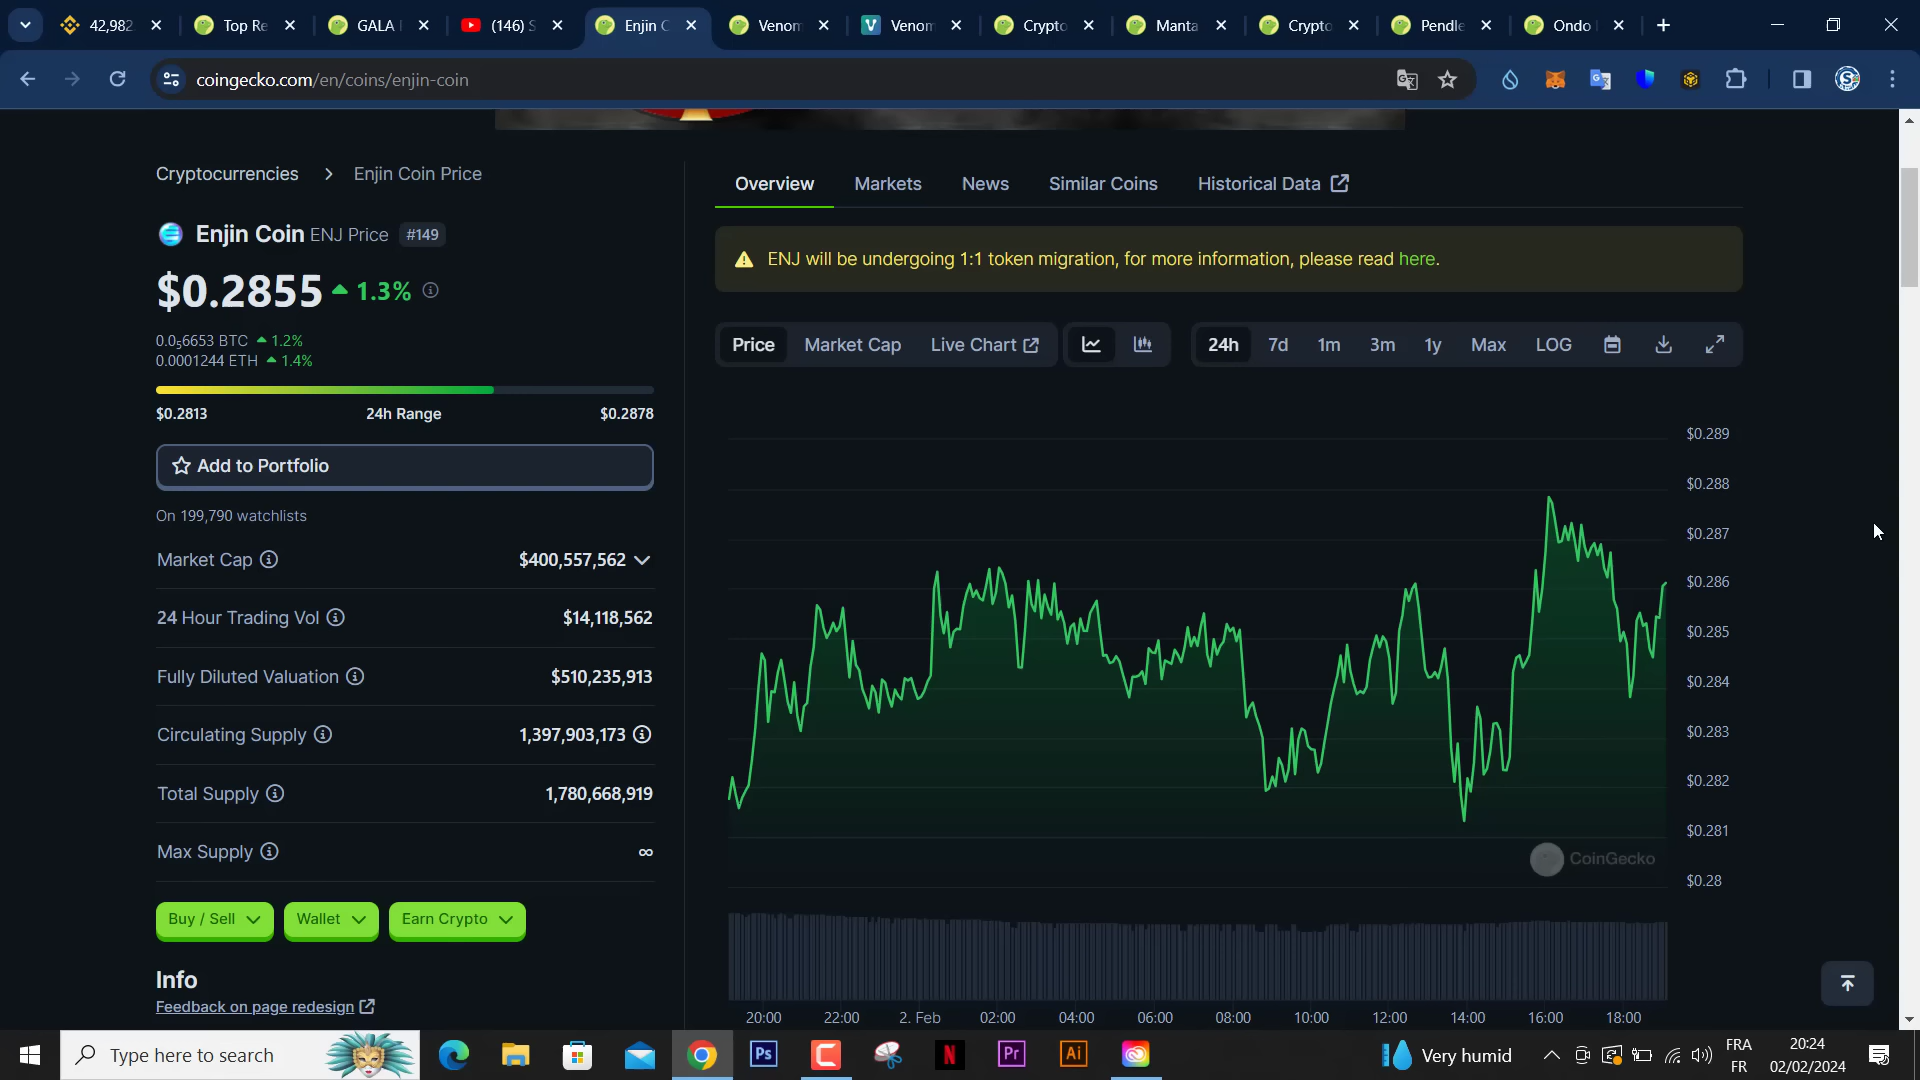 42,982
Top Re
GALA
(146) S
Enjin C
Venom
Venom
Crypto
Manta
Crypto
Pendle
Ondo
coingecko.com/en/coins/enjin-coin
Cryptocurrencies > Enjin Coin Price
Enjin Coin ENJ Price #149
$0.2855 1.3%
0.0₅6653 BTC 1.2%
0.0001244 ETH 1.4%
$0.2813 24h Range $0.2878
Add to Portfolio
On 199,790 watchlists
Market Cap $400,557,562
24 Hour Trading Vol $14,118,562
Fully Diluted Valuation $510,235,913
Circulating Supply 1,397,903,173
Total Supply 1,780,668,919
Max Supply ∞
Buy / Sell Wallet Earn Crypto
Info
Feedback on page redesign
Overview Markets News Similar Coins Historical Data
ENJ will be undergoing 1:1 token migration, for more information, please read here.
Price Market Cap Live Chart 24h 7d 1m 3m 1y Max LOG
$0.289
$0.288
$0.287
$0.286
$0.285
$0.284
$0.283
$0.282
$0.281
$0.28
CoinGecko
20:00 22:00 2. Feb 02:00 04:00 06:00 08:00 10:00 12:00 14:00 16:00 18:00
Type here to search
Ps
N
Pr
Ai
Very humid
FRA
FR
20:24
02/02/2024